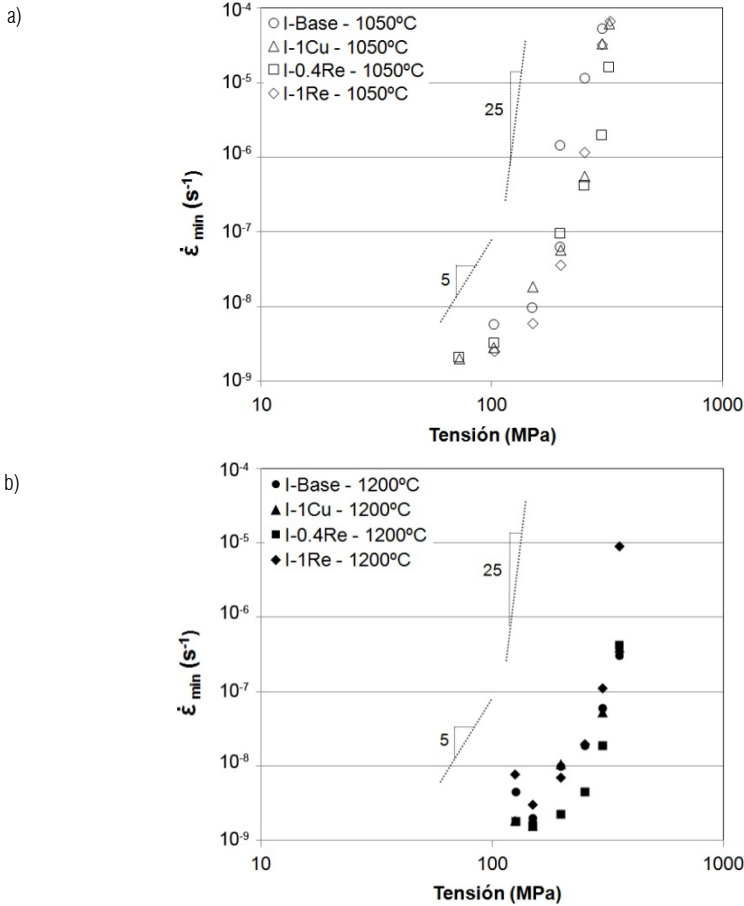 a)
10-4
10-5
10-6
10-7
10-8
10-9
ε̇ min (s-1)
I-Base - 1050ºC
I-1Cu - 1050ºC
I-0.4Re - 1050ºC
I-1Re - 1050ºC
25
5
10
100
1000
Tensión (MPa)
b)
10-4
10-5
10-6
10-7
10-8
10-9
ε̇ min (s-1)
I-Base - 1200ºC
I-1Cu - 1200ºC
I-0.4Re - 1200ºC
I-1Re - 1200ºC
25
5
10
100
1000
Tensión (MPa)